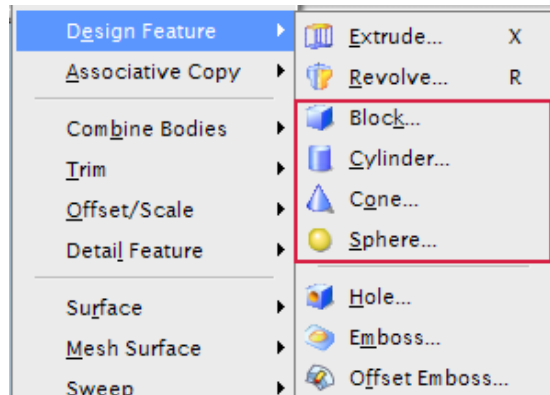 Design Feature
Associative Copy
Combine Bodies
Trim
Offset/Scale
Detail Feature
Surface
Mesh Surface
Sweep
Extrude... X
Revolve... R
Block...
Cylinder...
Cone...
Sphere...
Hole...
Emboss...
Offset Emboss...